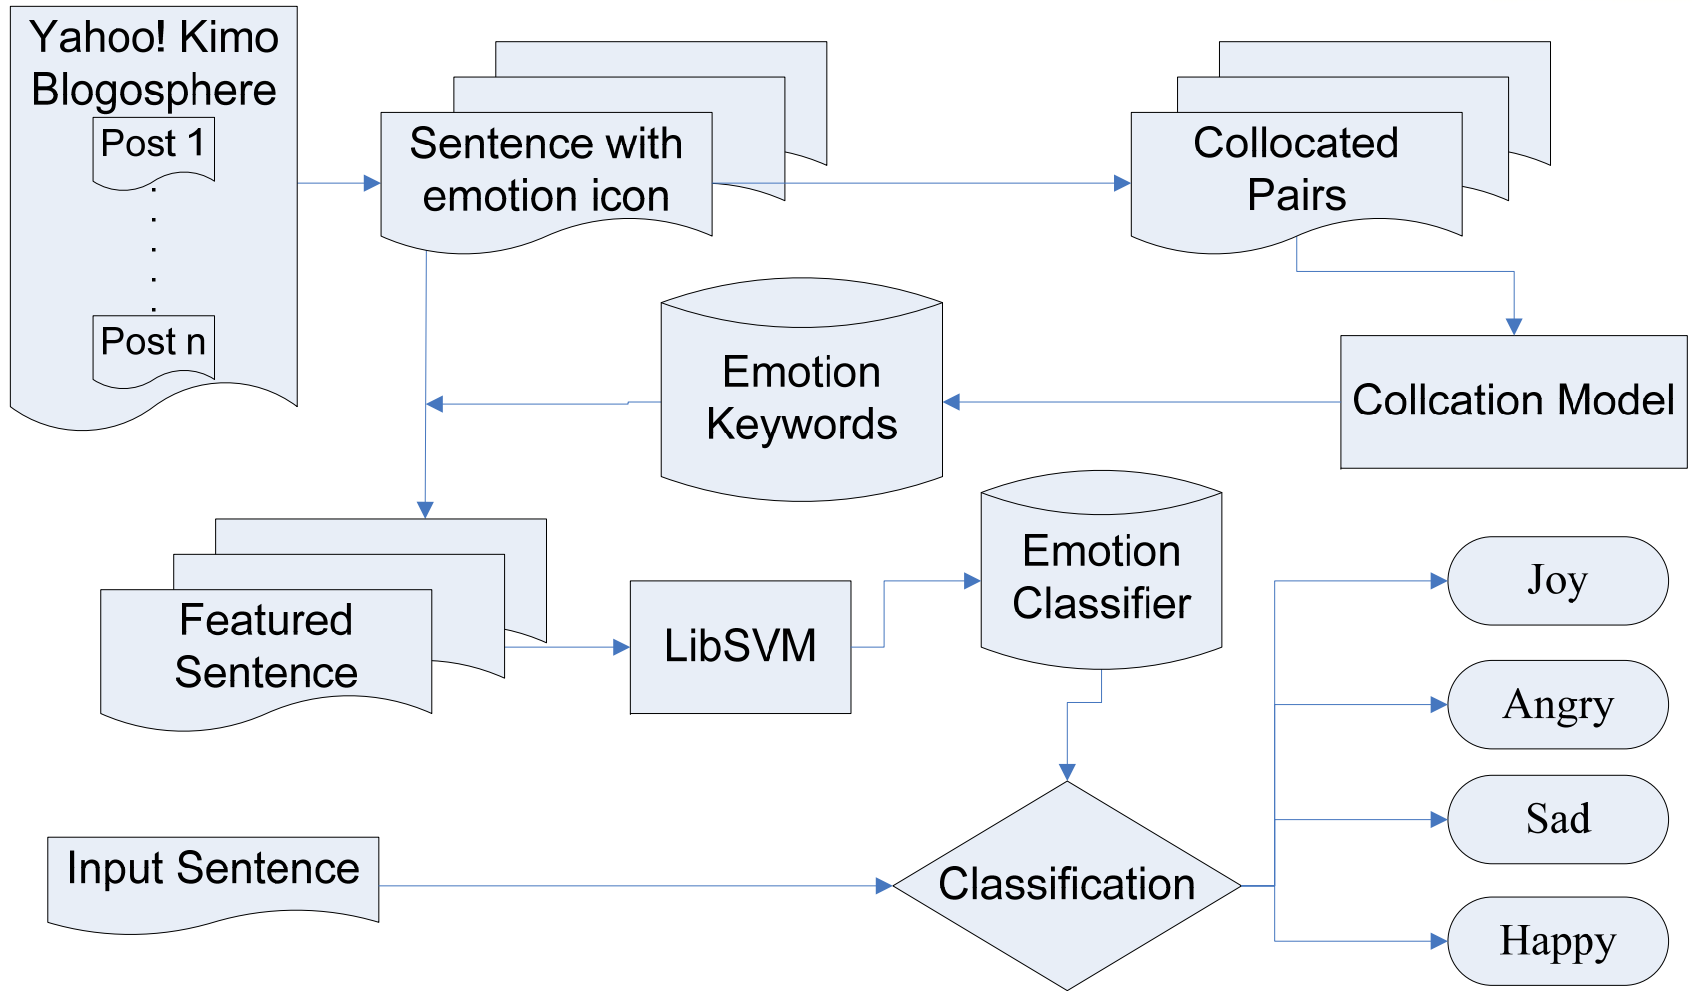 Yahoo! Kimo
Blogosphere
Post 1
Post n
Sentence with
emotion icon
Collocated
Pairs
Emotion
Keywords
Collcation Model
Featured
Sentence
LibSVM
Emotion
Classifier
Joy
Angry
Sad
Happy
Input Sentence
Classification